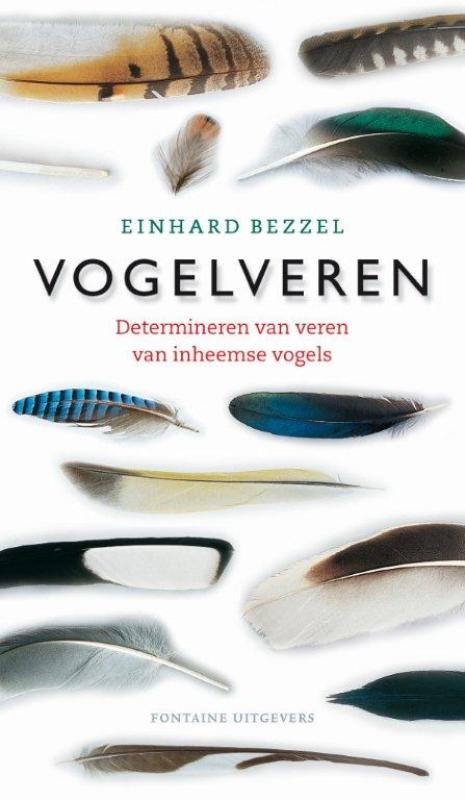 EINHARD BEZZEL
VOGELVEREN
Determineren van veren
van inheemse vogels
FONTAINE UITGEVERS